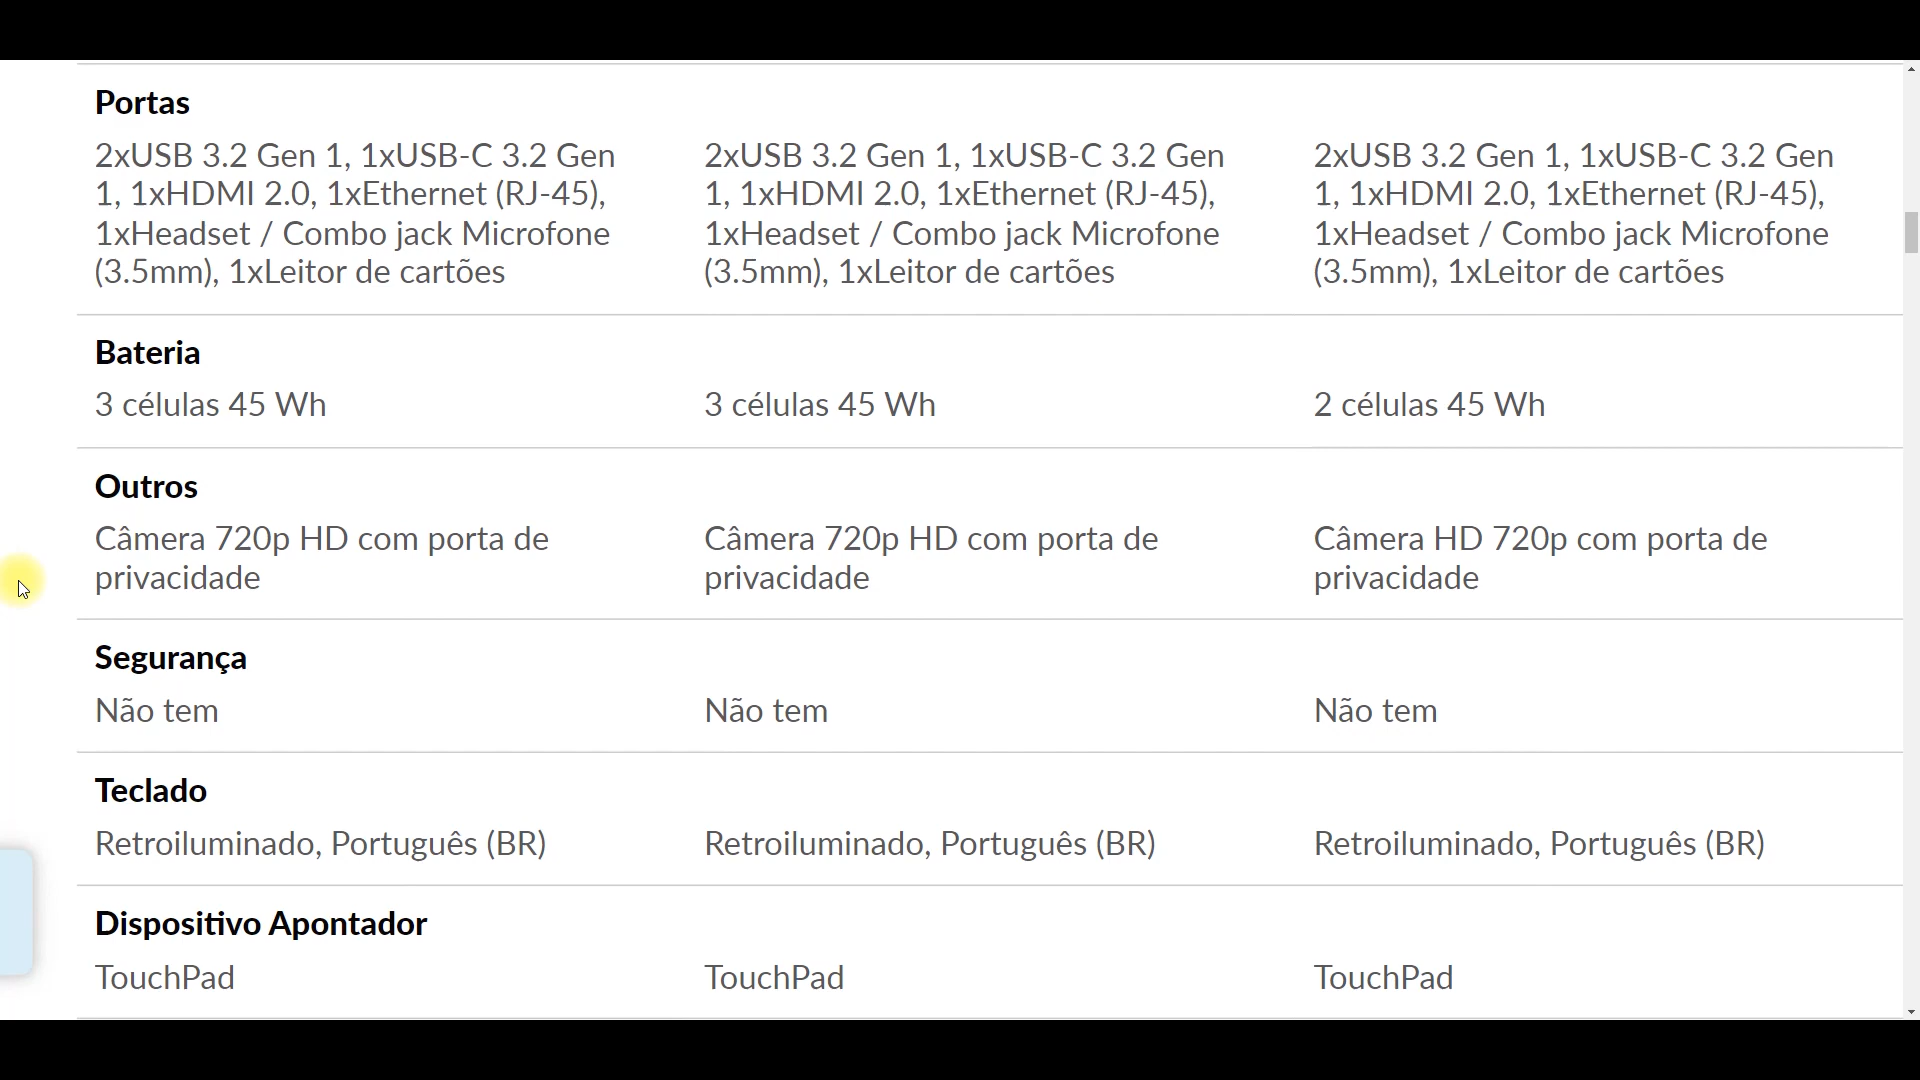 Portas
2xUSB 3.2 Gen 1, 1xUSB-C 3.2 Gen
1, 1xHDMI 2.0, 1xEthernet (RJ-45),
1xHeadset / Combo jack Microfone
(3.5mm), 1xLeitor de cartões
2xUSB 3.2 Gen 1, 1xUSB-C 3.2 Gen
1, 1xHDMI 2.0, 1xEthernet (RJ-45),
1xHeadset / Combo jack Microfone
(3.5mm), 1xLeitor de cartões
2xUSB 3.2 Gen 1, 1xUSB-C 3.2 Gen
1, 1xHDMI 2.0, 1xEthernet (RJ-45),
1xHeadset / Combo jack Microfone
(3.5mm), 1xLeitor de cartões
Bateria
3 células 45 Wh
3 células 45 Wh
2 células 45 Wh
Outros
Câmera 720p HD com porta de
privacidade
Câmera 720p HD com porta de
privacidade
Câmera HD 720p com porta de
privacidade
Segurança
Não tem
Não tem
Não tem
Teclado
Retroiluminado, Português (BR)
Retroiluminado, Português (BR)
Retroiluminado, Português (BR)
Dispositivo Apontador
TouchPad
TouchPad
TouchPad